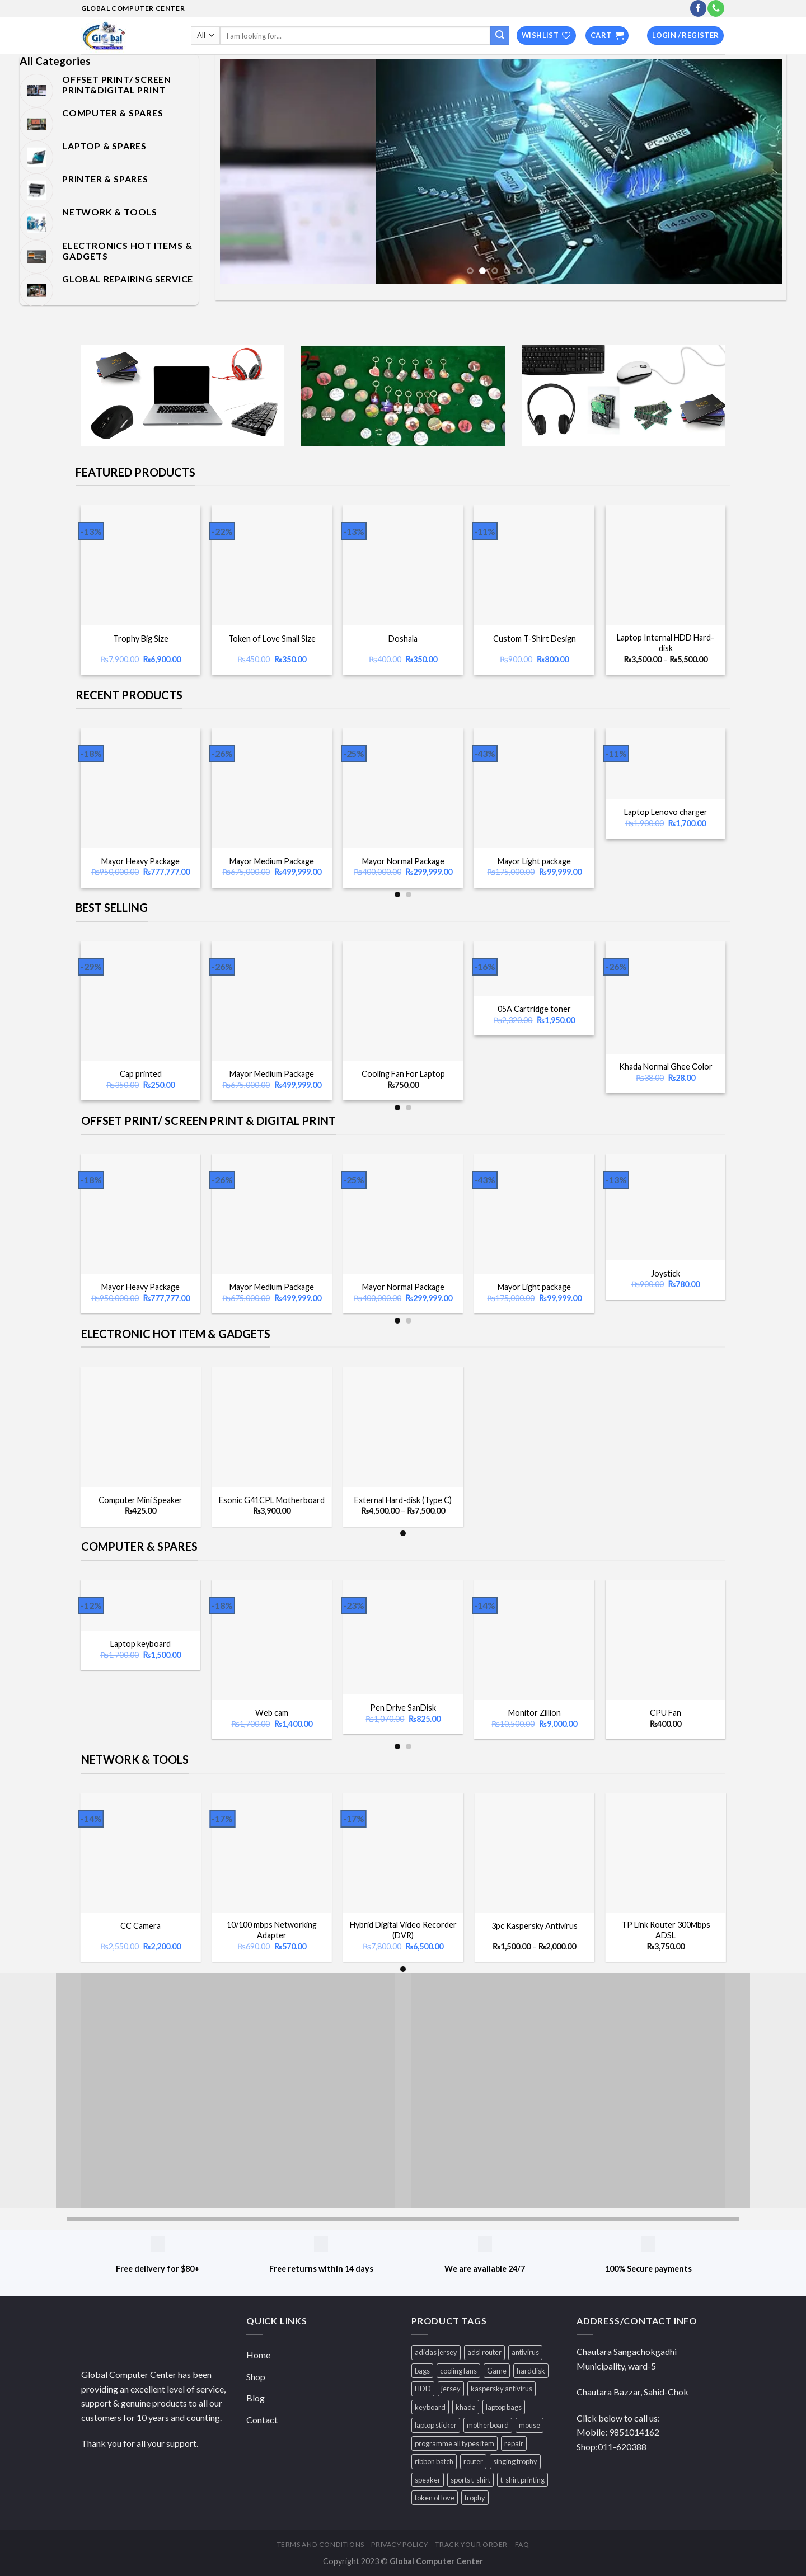 GLOBAL COMPUTER CENTER
Global
All
I am looking for...
WISHLIST
CART
LOGIN / REGISTER
All Categories
OFFSET PRINT/ SCREEN
PRINT&DIGITAL PRINT
COMPUTER & SPARES
LAPTOP & SPARES
PRINTER & SPARES
NETWORK & TOOLS
ELECTRONICS HOT ITEMS &
GADGETS
GLOBAL REPAIRING SERVICE
PC-WARE
FEATURED PRODUCTS
-13%
-22%
-13%
-11%
Trophy Big Size
₨7,900.00 ₨6,900.00
Token of Love Small Size
₨450.00 ₨350.00
Doshala
₨400.00 ₨350.00
Custom T-Shirt Design
₨900.00 ₨800.00
Laptop Internal HDD Hard-
disk
₨3,500.00 – ₨5,500.00
RECENT PRODUCTS
-18%
-26%
-25%
-43%
-11%
Mayor Heavy Package
₨950,000.00 ₨777,777.00
Mayor Medium Package
₨675,000.00 ₨499,999.00
Mayor Normal Package
₨400,000.00 ₨299,999.00
Mayor Light package
₨175,000.00 ₨99,999.00
Laptop Lenovo charger
₨1,900.00 ₨1,700.00
BEST SELLING
-29%
-26%
-16%
-26%
Cap printed
₨350.00 ₨250.00
Mayor Medium Package
₨675,000.00 ₨499,999.00
Cooling Fan For Laptop
₨750.00
05A Cartridge toner
₨2,320.00 ₨1,950.00
Khada Normal Ghee Color
₨38.00 ₨28.00
OFFSET PRINT/ SCREEN PRINT & DIGITAL PRINT
-18%
-26%
-25%
-43%
-13%
Mayor Heavy Package
₨950,000.00 ₨777,777.00
Mayor Medium Package
₨675,000.00 ₨499,999.00
Mayor Normal Package
₨400,000.00 ₨299,999.00
Mayor Light package
₨175,000.00 ₨99,999.00
Joystick
₨900.00 ₨780.00
ELECTRONIC HOT ITEM & GADGETS
Computer Mini Speaker
₨425.00
Esonic G41CPL Motherboard
₨3,900.00
External Hard-disk (Type C)
₨4,500.00 – ₨7,500.00
COMPUTER & SPARES
-12%
-18%
-23%
-14%
Laptop keyboard
₨1,700.00 ₨1,500.00
Web cam
₨1,700.00 ₨1,400.00
Pen Drive SanDisk
₨1,070.00 ₨825.00
Monitor Zillion
₨10,500.00 ₨9,000.00
CPU Fan
₨400.00
NETWORK & TOOLS
-14%
-17%
-17%
CC Camera
₨2,550.00 ₨2,200.00
10/100 mbps Networking
Adapter
₨690.00 ₨570.00
Hybrid Digital Video Recorder
(DVR)
₨7,800.00 ₨6,500.00
3pc Kaspersky Antivirus
₨1,500.00 – ₨2,000.00
TP Link Router 300Mbps
ADSL
₨3,750.00
Free delivery for $80+
Free returns within 14 days
We are available 24/7
100% Secure payments
Global Computer Center has been
providing an excellent level of service,
support & genuine products to all our
customers for 10 years and counting.
Thank you for all your support.
QUICK LINKS
Home
Shop
Blog
Contact
PRODUCT TAGS
adidas jersey adsl router antivirus
bags cooling fans Game harddisk
HDD jersey kaspersky antivirus
keyboard khada laptop bags
laptop sticker motherboard mouse
programme all types item repair
ribbon batch router singing trophy
speaker sports t-shirt t-shirt printing
token of love trophy
ADDRESS/CONTACT INFO
Chautara Sangachokgadhi
Municipality, ward-5
Chautara Bazzar, Sahid-Chok
Click below to call us:
Mobile: 9851014162
Shop:011-620388
TERMS AND CONDITIONS PRIVACY POLICY TRACK YOUR ORDER FAQ
Copyright 2023 © Global Computer Center